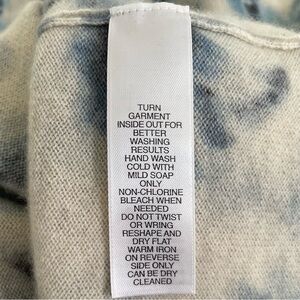 TURN
GARMENT
INSIDE OUT FOR
BETTER
WASHING
RESULTS
HAND WASH
COLD WITH
MILD SOAP
ONLY
NON-CHLORINE
BLEACH WHEN
NEEDED
DO NOT TWIST
OR WRING
RESHAPE AND
DRY FLAT
WARM IRON
ON REVERSE
SIDE ONLY
CAN BE DRY
CLEANED